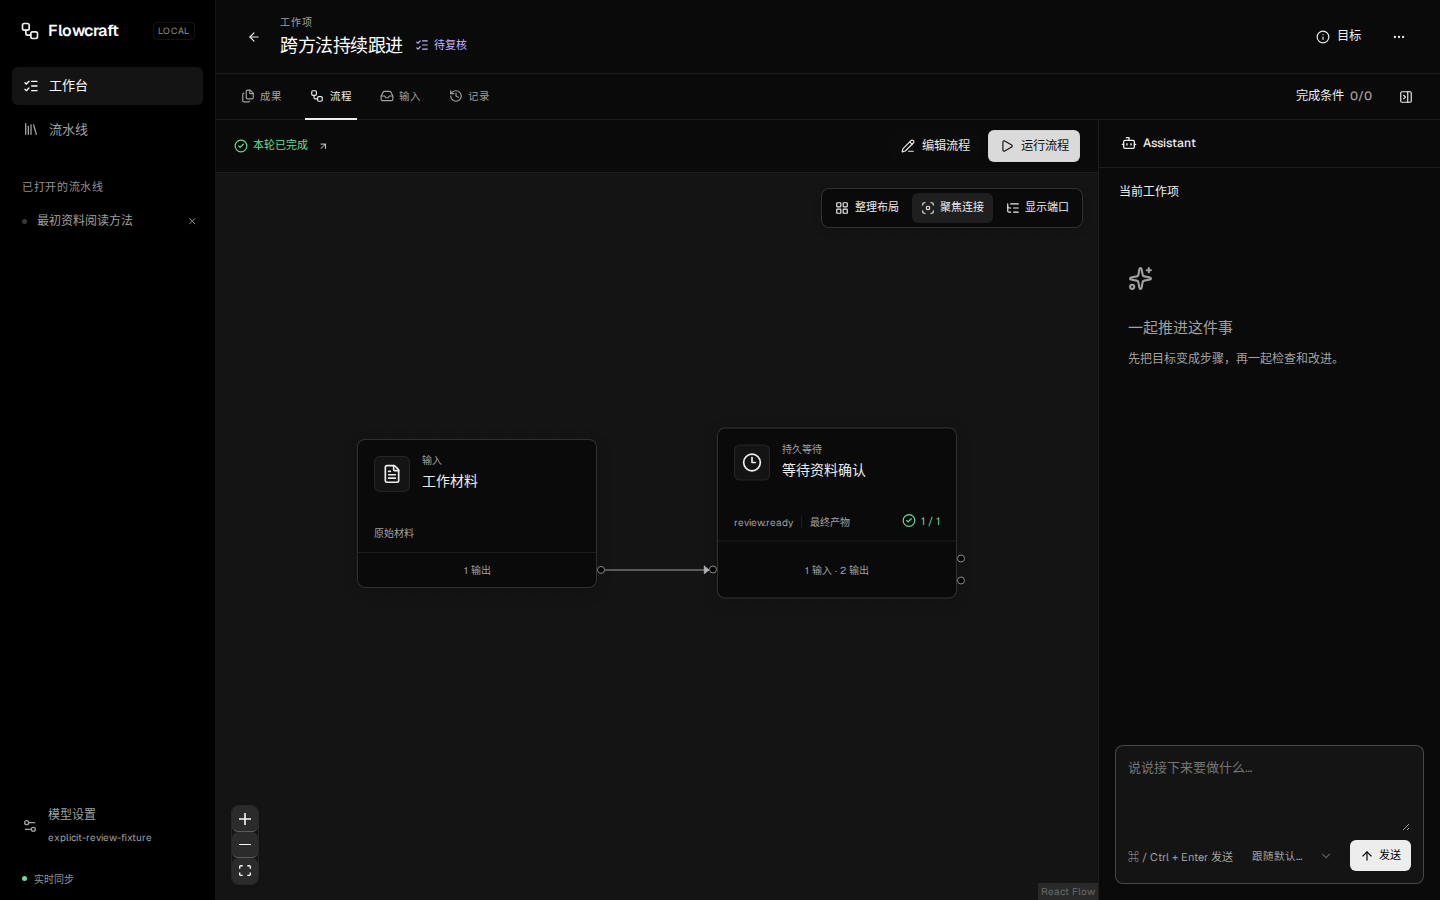 Flowcraft
LOCAL
工作台
流水线
已打开的流水线
最初资料阅读方法
模型设置
explicit-review-fixture
实时同步
工作项
跨方法持续跟进
待复核
目标
成果
流程
输入
记录
完成条件 0/0
本轮已完成
编辑流程
运行流程
整理布局
聚焦连接
显示端口
输入
工作材料
原始材料
1 输出
持久等待
等待资料确认
review.ready
最终产物
1 / 1
1 输入 · 2 输出
React Flow
Assistant
当前工作项
一起推进这件事
先把目标变成步骤，再一起检查和改进。
说说接下来要做什么...
⌘ / Ctrl + Enter 发送
跟随默认...
发送